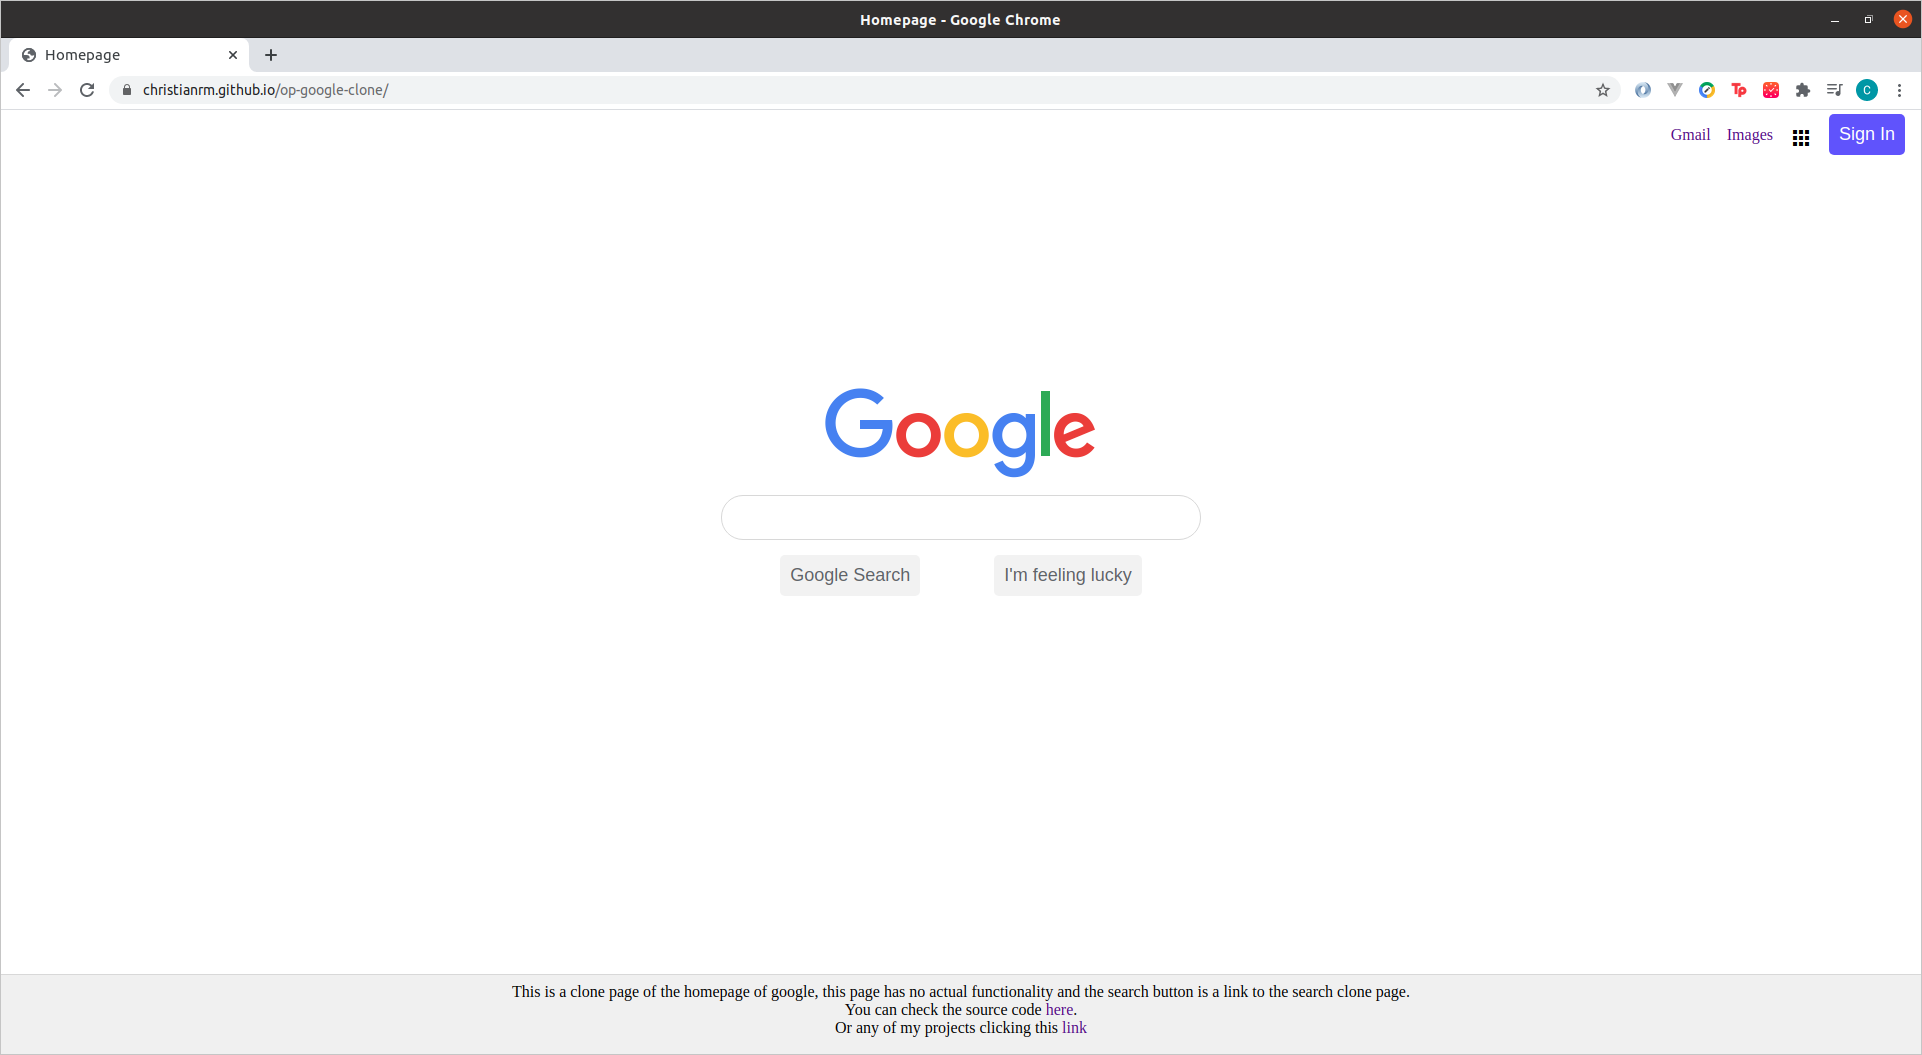 Homepage - Google Chrome
Homepage
christianrm.github.io/op-google-clone/
Tp
C
Gmail Images Sign In
Google
Google Search I'm feeling lucky
This is a clone page of the homepage of google, this page has no actual functionality and the search button is a link to the search clone page.
You can check the source code here.
Or any of my projects clicking this link